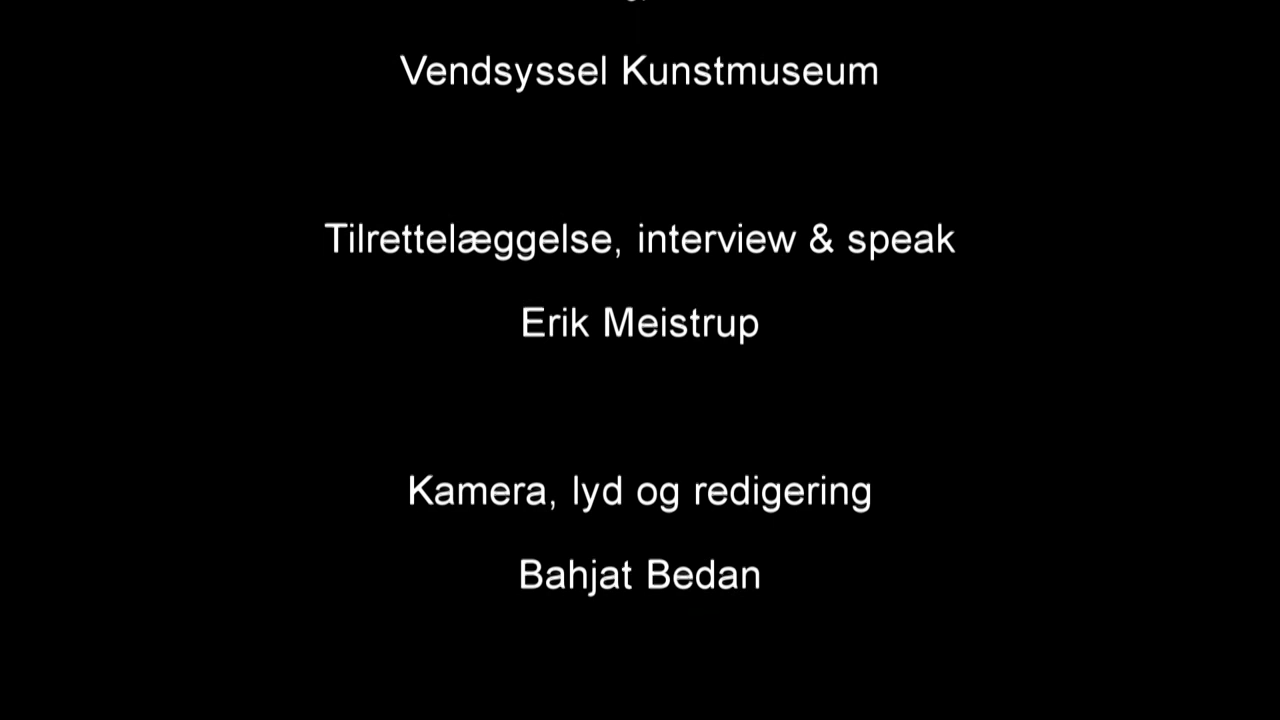 Vendsyssel Kunstmuseum
Tilrettelæggelse, interview & speak
Erik Meistrup
Kamera, lyd og redigering
Bahjat Bedan